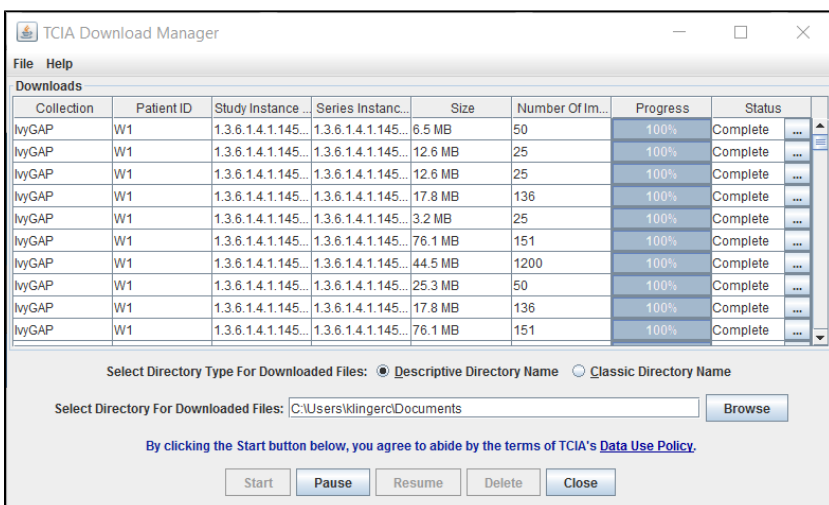 TCIA Download Manager
File Help
Downloads
Collection Patient ID Study Instance ... Series Instanc... Size Number Of Im... Progress Status
IvyGAP W1 1.3.6.1.4.1.145... 1.3.6.1.4.1.145... 6.5 MB 50 100% Complete ...
IvyGAP W1 1.3.6.1.4.1.145... 1.3.6.1.4.1.145... 12.6 MB 25 100% Complete ...
IvyGAP W1 1.3.6.1.4.1.145... 1.3.6.1.4.1.145... 12.6 MB 25 100% Complete ...
IvyGAP W1 1.3.6.1.4.1.145... 1.3.6.1.4.1.145... 17.8 MB 136 100% Complete ...
IvyGAP W1 1.3.6.1.4.1.145... 1.3.6.1.4.1.145... 3.2 MB 25 100% Complete ...
IvyGAP W1 1.3.6.1.4.1.145... 1.3.6.1.4.1.145... 76.1 MB 151 100% Complete ...
IvyGAP W1 1.3.6.1.4.1.145... 1.3.6.1.4.1.145... 44.5 MB 1200 100% Complete ...
IvyGAP W1 1.3.6.1.4.1.145... 1.3.6.1.4.1.145... 25.3 MB 50 100% Complete ...
IvyGAP W1 1.3.6.1.4.1.145... 1.3.6.1.4.1.145... 17.8 MB 136 100% Complete ...
IvyGAP W1 1.3.6.1.4.1.145... 1.3.6.1.4.1.145... 76.1 MB 151 100% Complete ...
Select Directory Type For Downloaded Files: Descriptive Directory Name Classic Directory Name
Select Directory For Downloaded Files: C:\Users\klingerc\Documents Browse
By clicking the Start button below, you agree to abide by the terms of TCIA's Data Use Policy.
Start Pause Resume Delete Close